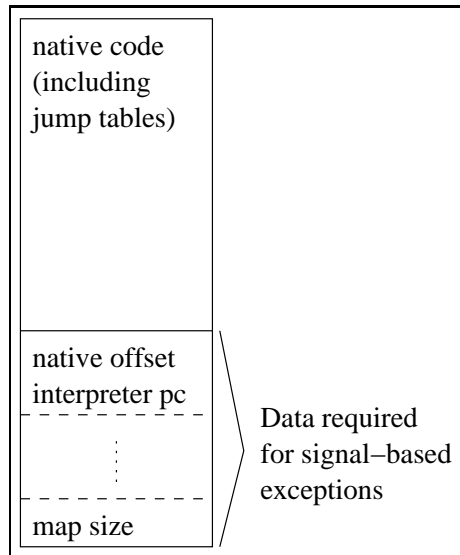 native code
(including
jump tables)
native offset
interpreter pc
Data required
for signal−based
exceptions
map size